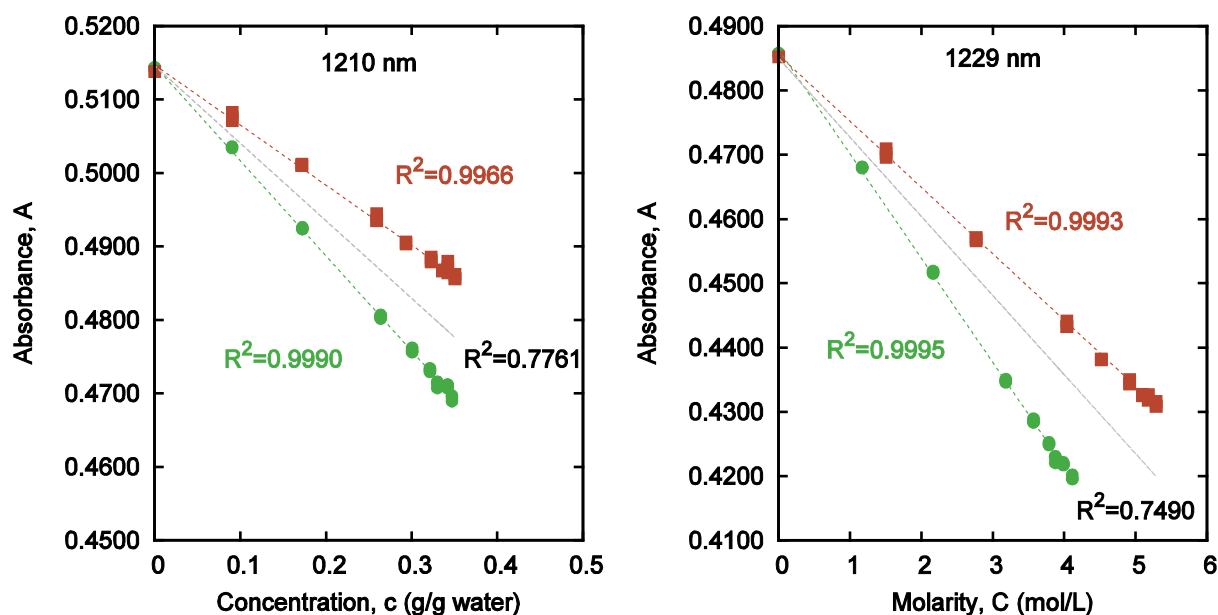 1210 nm
Absorbance, A
0.5200
0.5100
0.5000
0.4900
0.4800
0.4700
0.4600
0.4500
R²=0.9966
R²=0.9990
R²=0.7761
0 0.1 0.2 0.3 0.4 0.5
Concentration, c (g/g water)
1229 nm
Absorbance, A
0.4900
0.4800
0.4700
0.4600
0.4500
0.4400
0.4300
0.4200
0.4100
R²=0.9993
R²=0.9995
R²=0.7490
0 1 2 3 4 5 6
Molarity, C (mol/L)